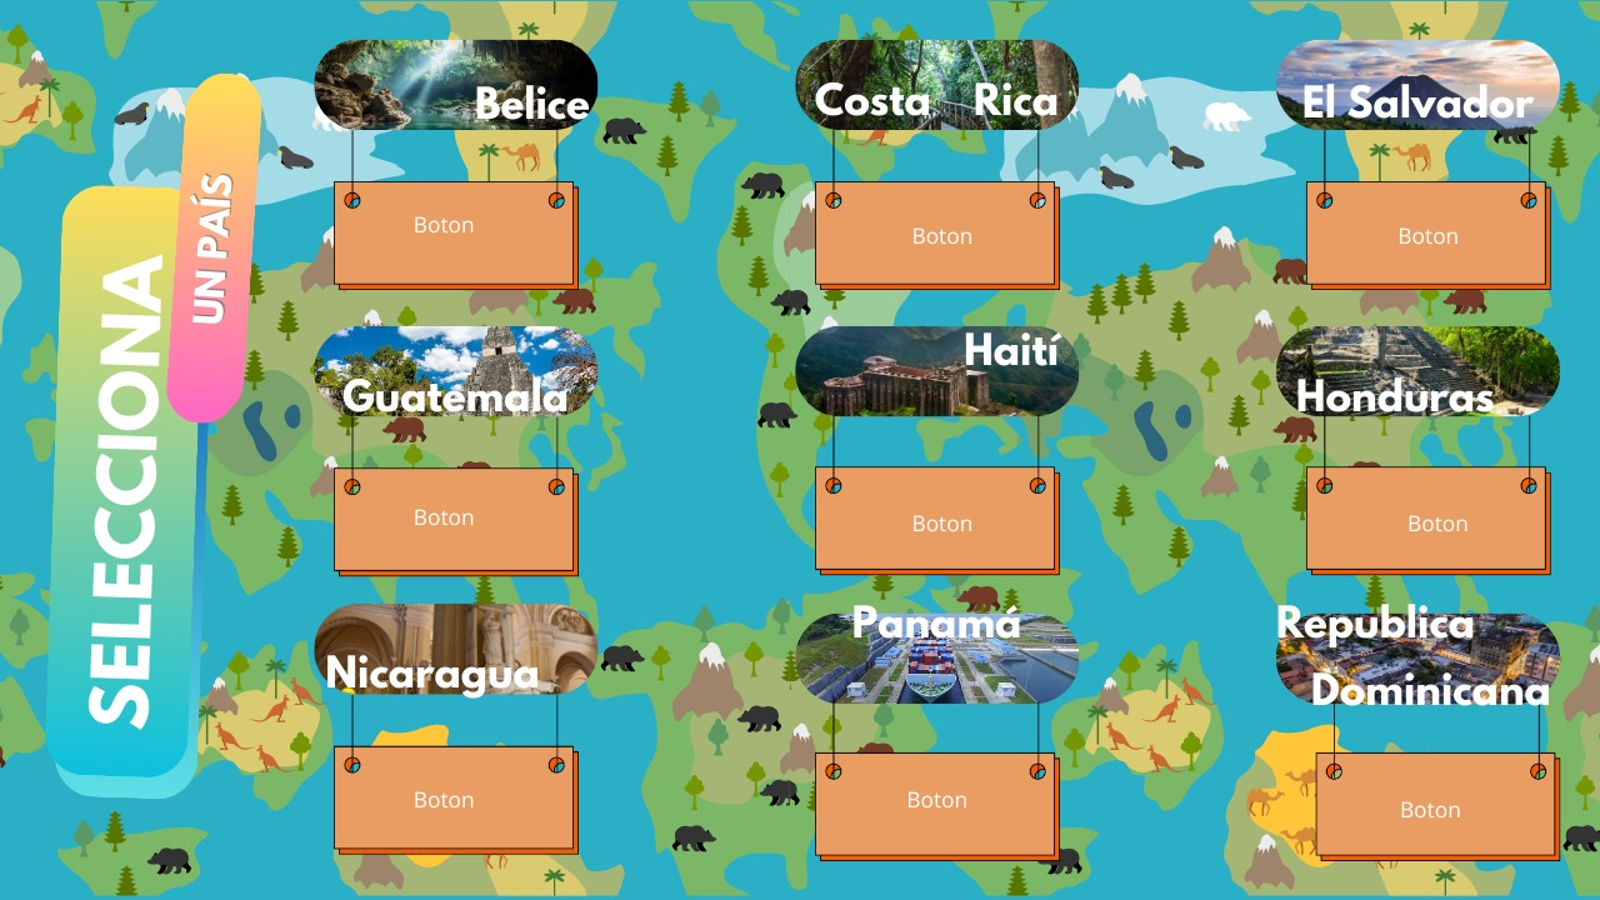 SELECCIONA
UN PAÍS
Belice
Costa Rica
El Salvador
Boton
Boton
Boton
Guatemala
Haití
Honduras
Boton
Boton
Boton
Nicaragua
Panamá
Republica
Dominicana
Boton
Boton
Boton